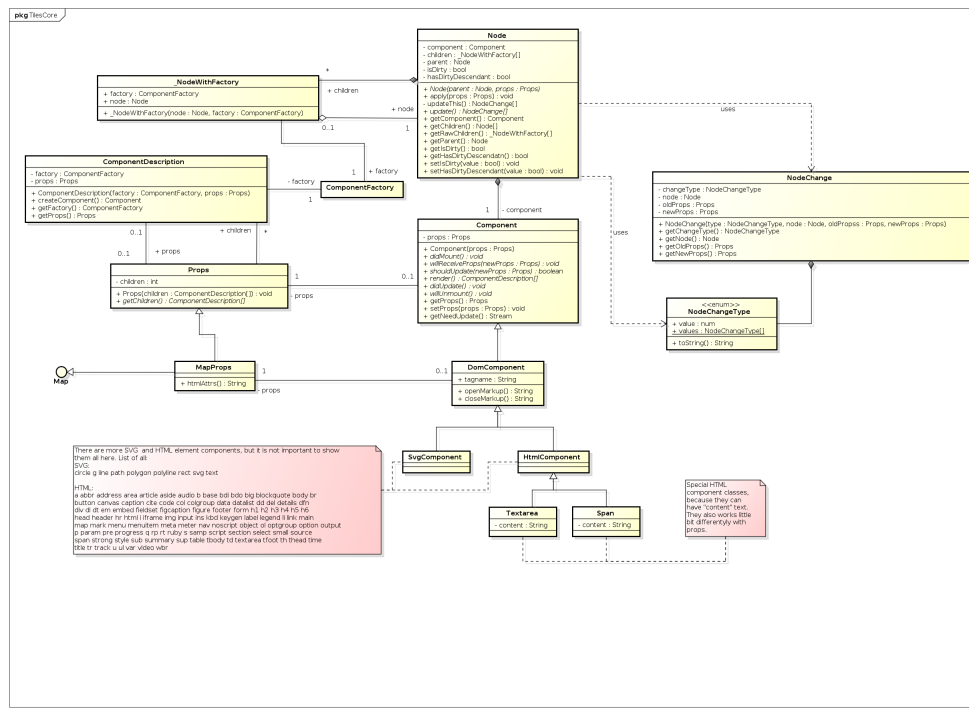 pkg TilesCore
Node
- component : Component
- children : _NodeWithFactory[]
- parent : Node
- isDirty : bool
- hasDirtyDescendant : bool
+ Node(parent : Node, props : Props)
+ apply(props : Props) : void
- updateThis() : NodeChange[]
+ update() : NodeChange[]
+ getComponent() : Component
+ getChildren() : Node[]
+ getRawChildren() : _NodeWithFactory[]
+ getParent() : Node
+ getIsDirty() : bool
+ getHasDirtyDescendatn() : bool
+ setIsDirty(value : bool) : void
+ setHasDirtyDescendant(value : bool) : void
_NodeWithFactory
+ factory : ComponentFactory
+ node : Node
+ _NodeWithFactory(node : Node, factory : ComponentFactory)
*
+ children
+ node
0..1
1
uses
ComponentDescription
- factory : ComponentFactory
- props : Props
+ ComponentDescription(factory : ComponentFactory, props : Props)
+ createComponent() : Component
+ getFactory() : ComponentFactory
+ getProps() : Props
1
+ factory
- factory
1
ComponentFactory
NodeChange
- changeType : NodeChangeType
- node : Node
- oldProps : Props
- newProps : Props
+ NodeChange(type : NodeChangeType, node : Node, oldPropss : Props, newProps : Props)
+ getChangeType() : NodeChangeType
+ getNode() : Node
+ getOldProps() : Props
+ getNewProps() : Props
1
- component
0..1
+ children
*
uses
Component
- props : Props
+ Component(props : Props)
+ didMount() : void
+ willReceiveProps(newProps : Props) : void
+ shouldUpdate(newProps : Props) : boolean
+ render() : ComponentDescription[]
+ didUpdate() : void
+ willUnmount() : void
+ getProps() : Props
+ setProps(props : Props) : void
+ getNeedUpdate() : Stream
0..1
+ props
Props
- children : int
+ Props(children : ComponentDescription[]) : void
+ getChildren() : ComponentDescription[]
1
0..1
- props
<<enum>>
NodeChangeType
+ value : num
+ values : NodeChangeType[]
+ toString() : String
Map
MapProps
+ htmlAttrs() : String
1
0..1
- props
DomComponent
+ tagname : String
+ openMarkup() : String
+ closeMarkup() : String
There are more SVG and HTML element components, but it is not important to show
them all here. List of all:
SVG:
circle g line path polygon polyline rect svg text
HTML:
a abbr address area article aside audio b base bdi bdo big blockquote body br
button canvas caption cite code col colgroup data datalist dd del details dfn
div dl dt em embed fieldset figcaption figure footer form h1 h2 h3 h4 h5 h6
head header hr html i iframe img input ins kbd keygen label legend li link main
map mark menu menuitem meta meter nav noscript object ol optgroup option output
p param pre progress q rp rt ruby s samp script section select small source
span strong style sub summary sup table tbody td textarea tfoot th thead time
title tr track u ul var video wbr
SvgComponent
HtmlComponent
Textarea
- content : String
Span
- content : String
Special HTML
component classes,
because they can
have "content" text.
They also works little
bit differentyly with
props.